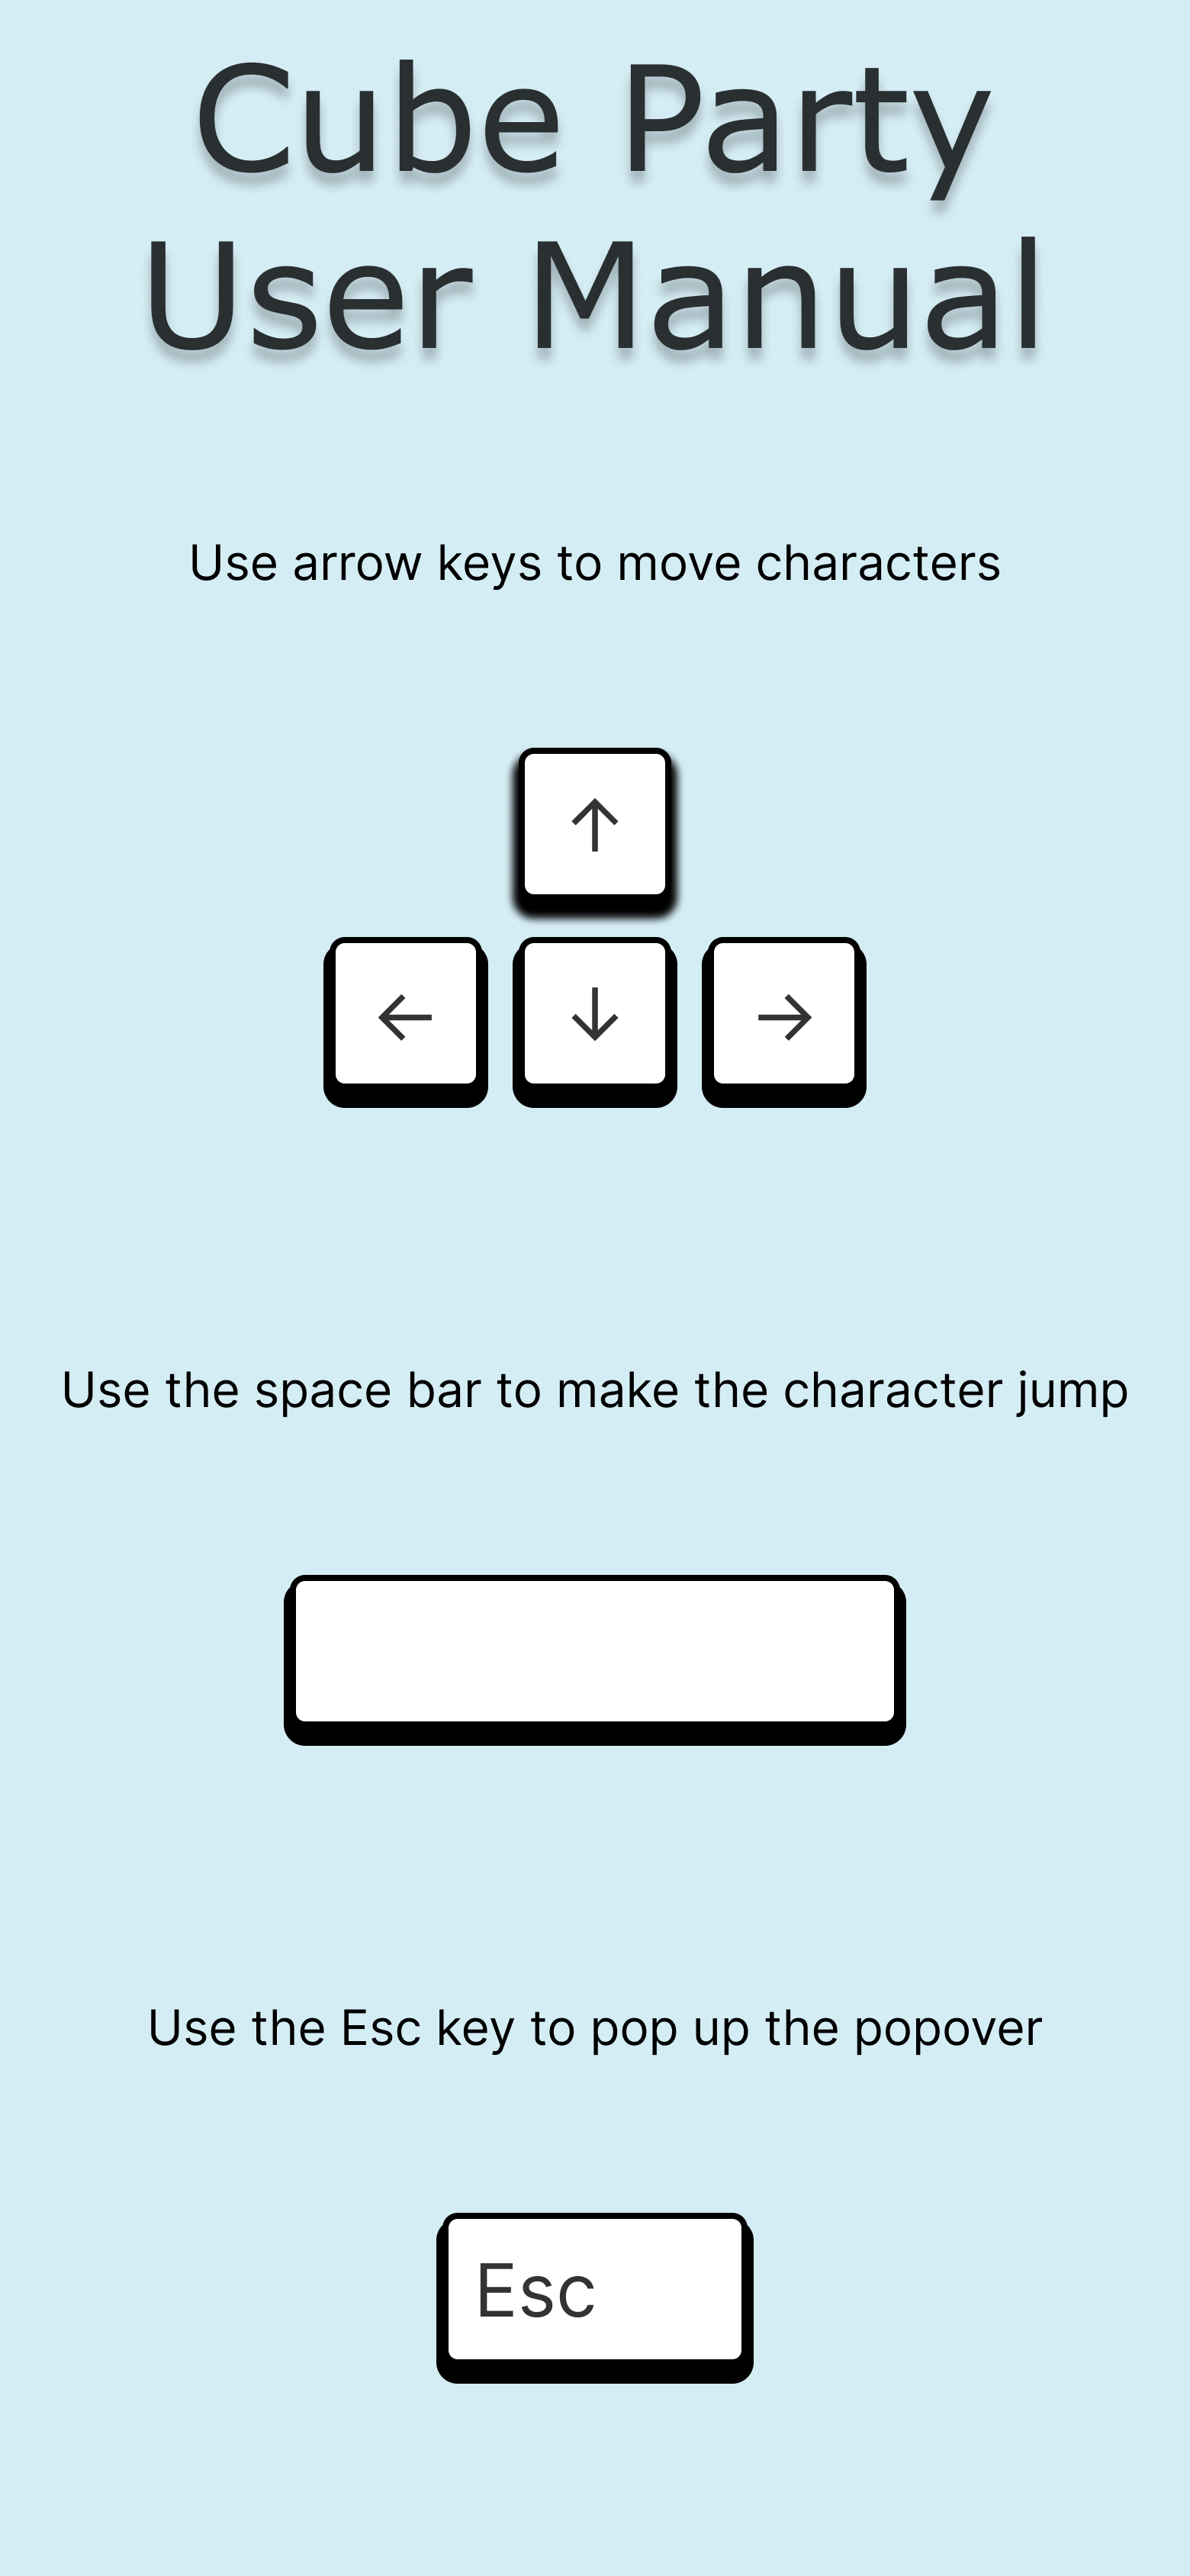 Cube Party
User Manual
Use arrow keys to move characters
↑
← ↓ →
Use the space bar to make the character jump
Use the Esc key to pop up the popover
Esc